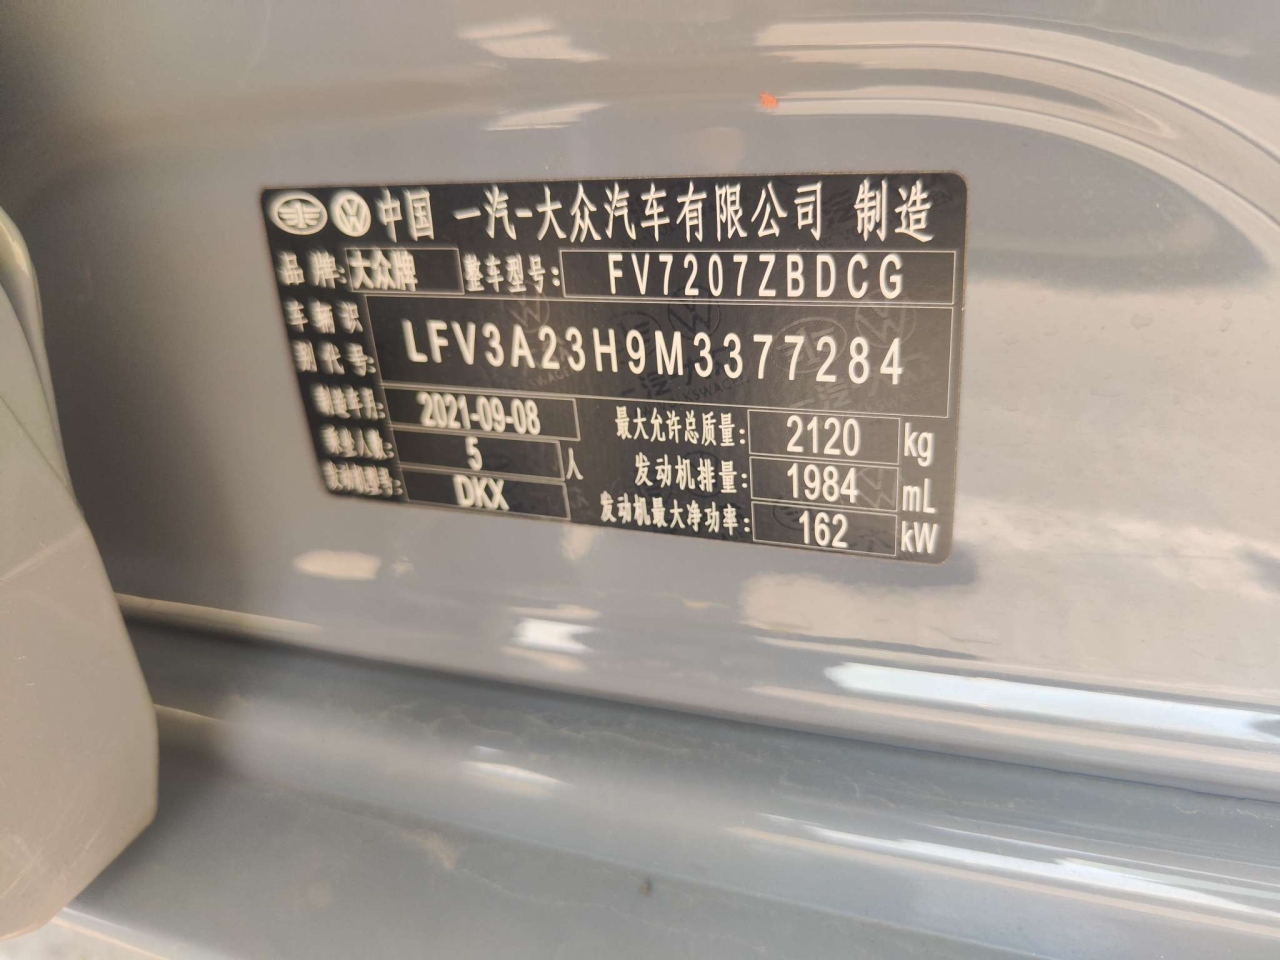 中国 一汽-大众汽车有限公司 制造
品牌: 大众牌 整车型号: FV7207ZBDCG
车辆识别代号: LFV3A23H9M3377284
制造年月: 2021-09-08 最大允许总质量: 2120 kg
乘坐人数: 5 人 发动机排量: 1984 mL
发动机型号: DKX 发动机最大净功率: 162 kW